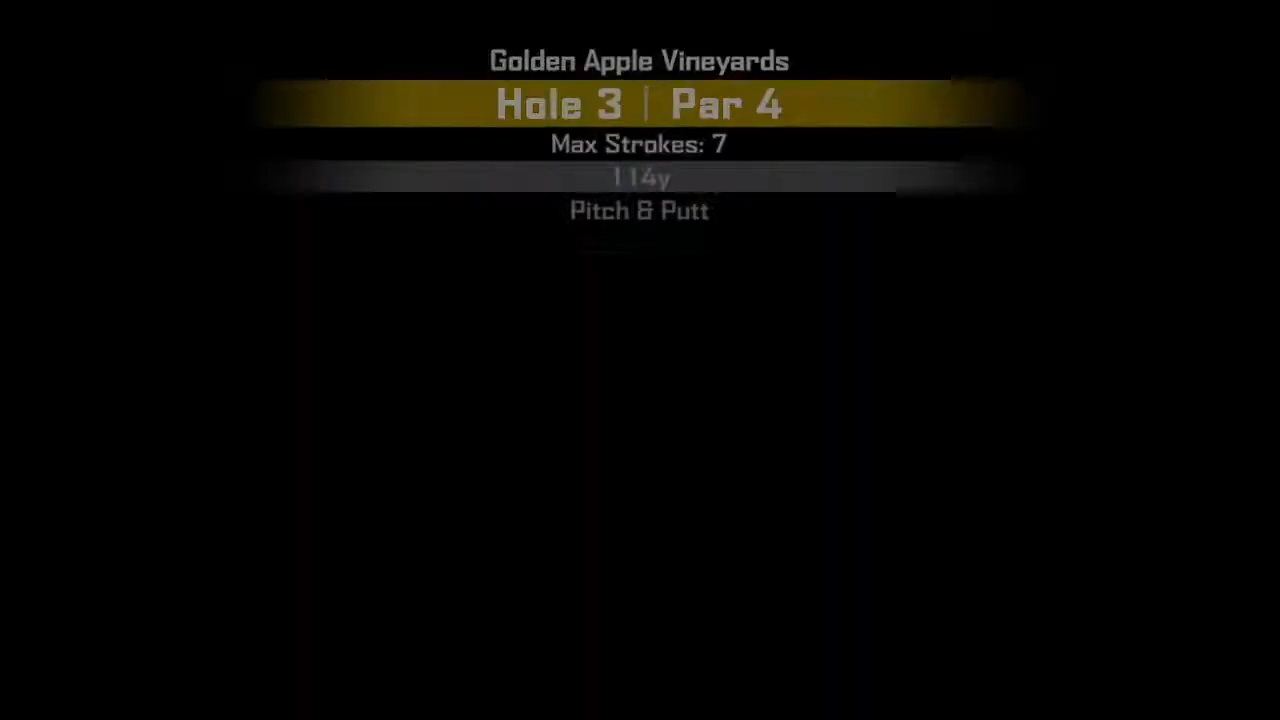 Golden Apple Vineyards
Hole 3 | Par 4
Max Strokes: 7
114y
Pitch & Putt